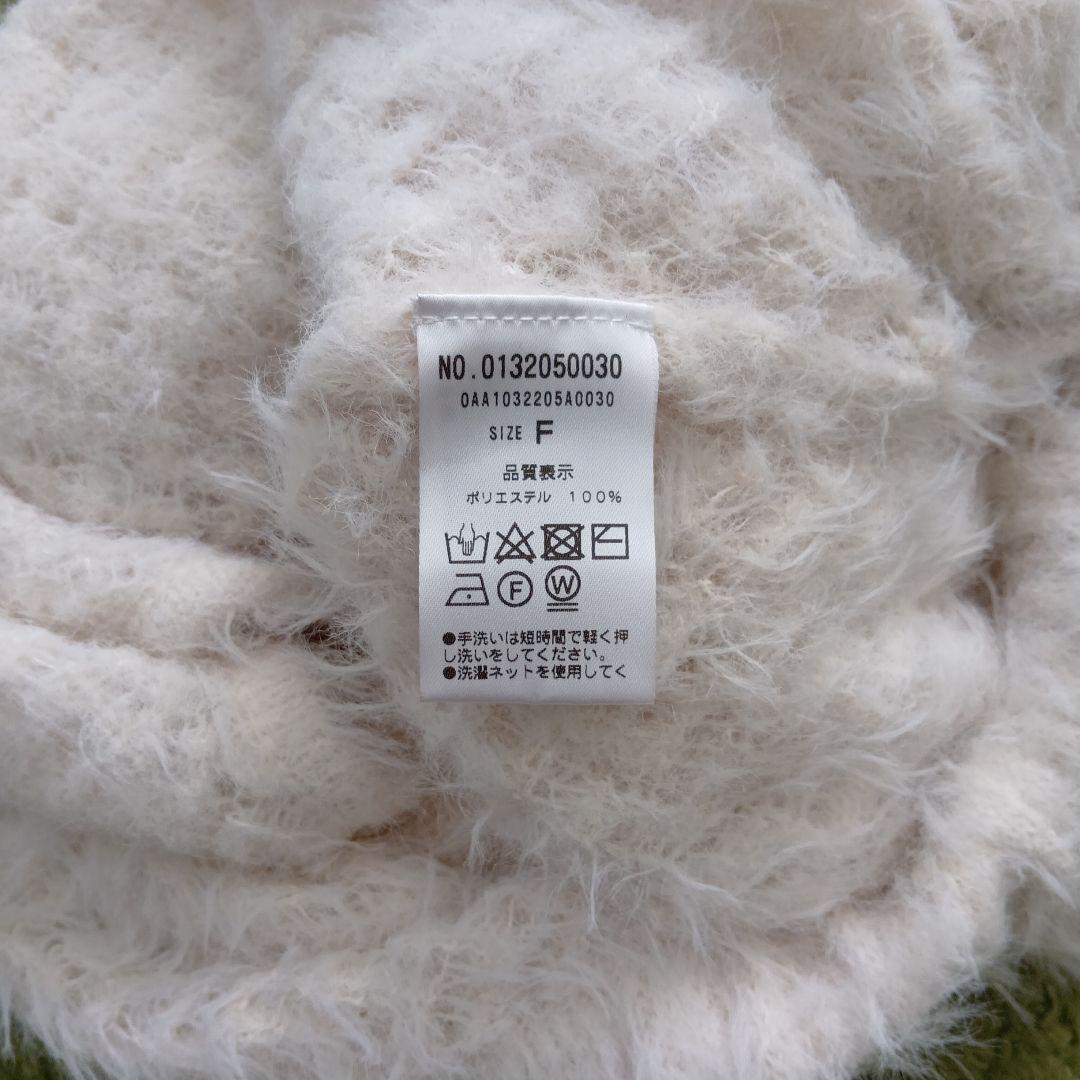 NO.0132050030
0AA1032205A0030
SIZE F
品質表示
ポリエステル 100%
F W
●手洗いは短時間で軽く押
し洗いをしてください。
●洗濯ネットを使用してく